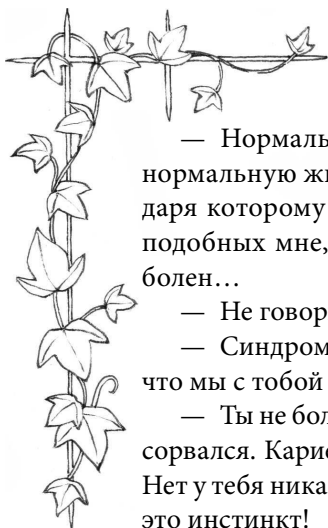 — Нормаль
нормальную жи
даря которому
подобных мне,
болен…
— Не говор
— Синдром
что мы с тобой
— Ты не бол
сорвался. Карис
Нет у тебя ника
это инстинкт!